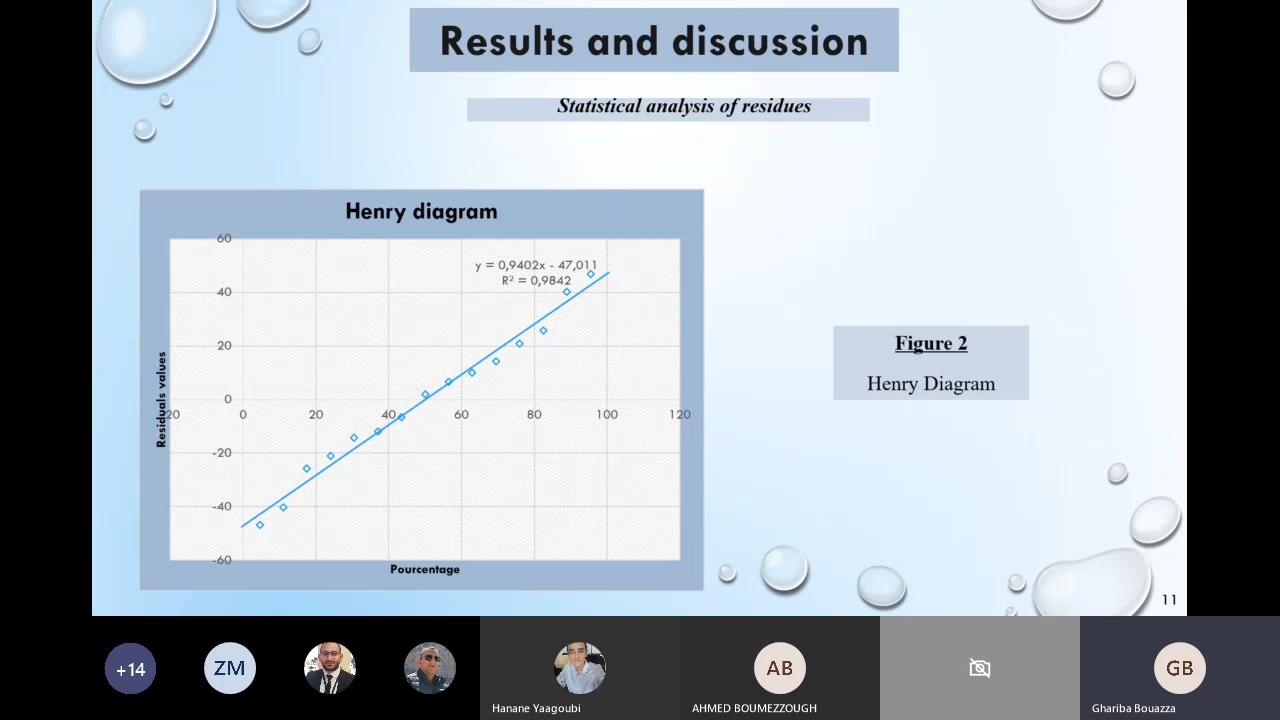 Results and discussion
Statistical analysis of residues
Henry diagram
60
y = 0,9402x - 47,011
R² = 0,9842
40
20
0
-20
-40
-60
20 0 20 40 60 80 100 120
Residuals values
Pourcentage
Figure 2
Henry Diagram
11
+14
ZM
Hanane Yaagoubi
AB
AHMED BOUMEZZOUGH
GB
Ghariba Bouazza